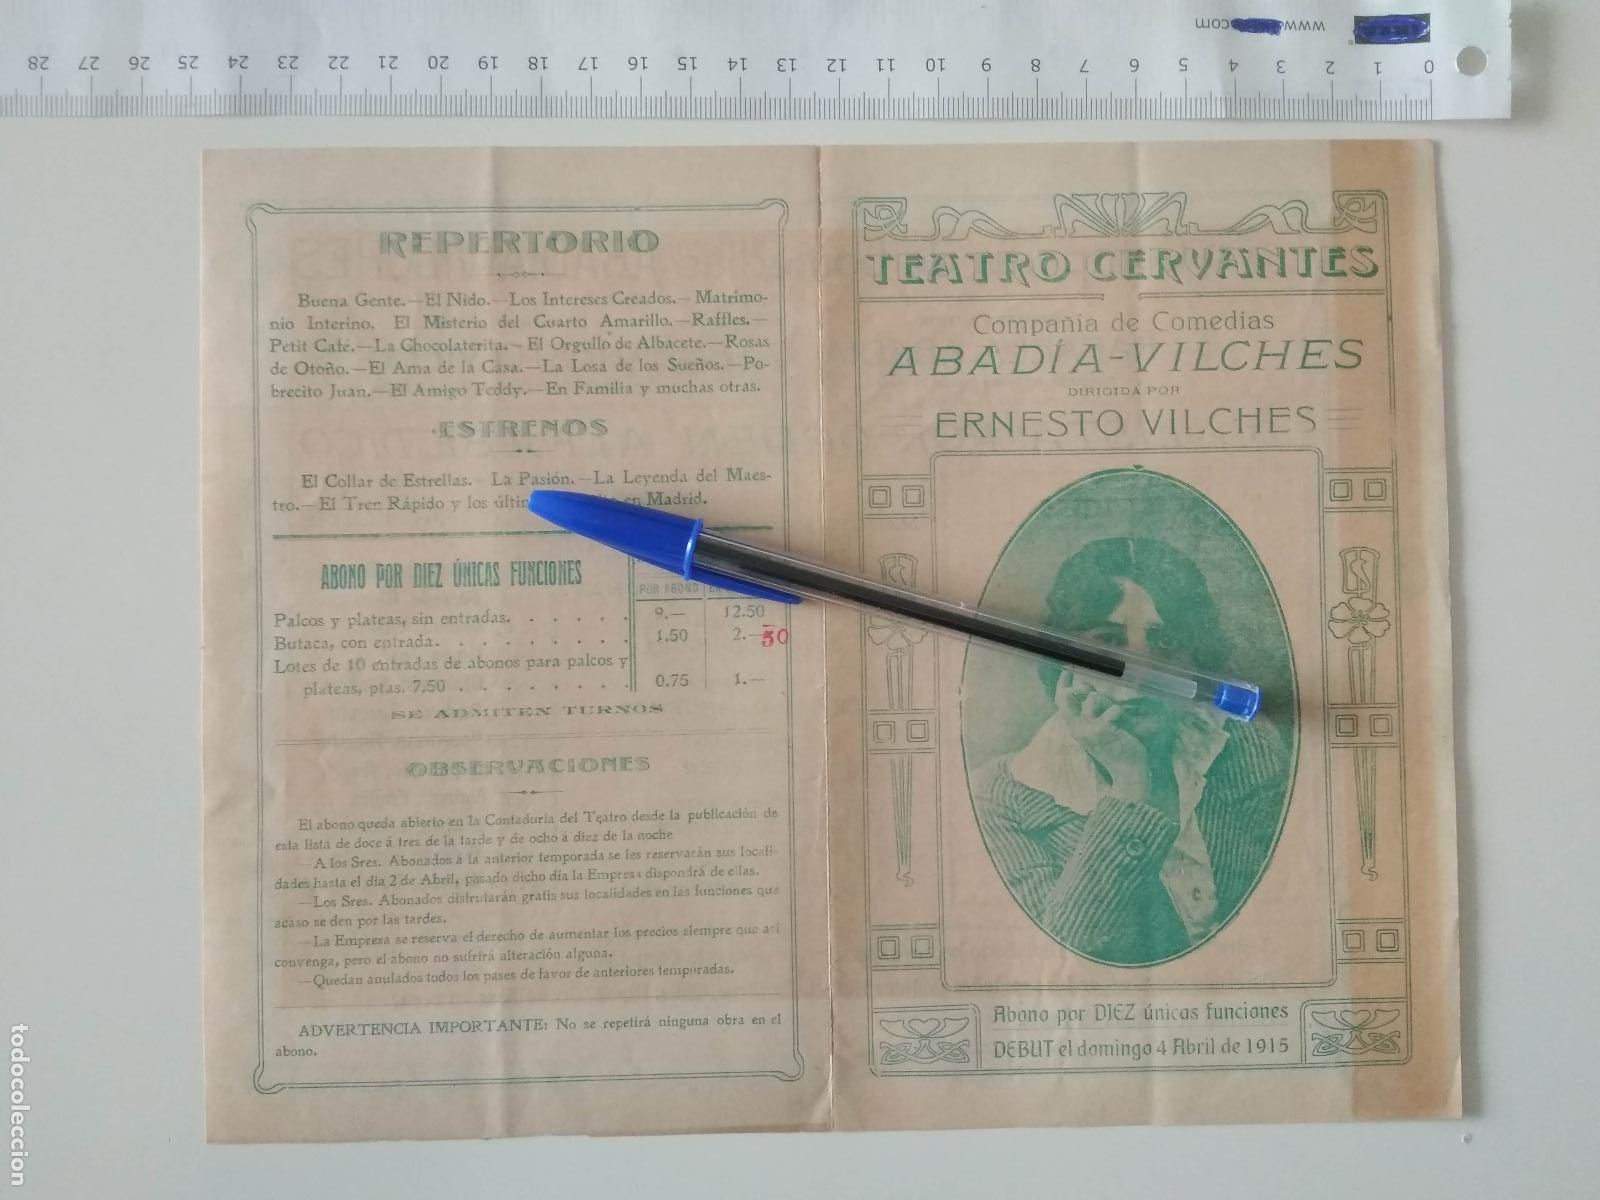 www.
.com
0 1 2 3 4 5 6 7 8 9 10 11 12 13 14 15 16 17 18 19 20 21 22 23 24 25 26 27 28
REPERTORIO
Buena Gente.—El Nido.—Los Intereses Creados.—Matrimo-
nio Interino. El Misterio del Cuarto Amarillo.—Raffles.—
Petit Café.—La Chocolaterita.—El Orgullo de Albacete.—Rosas
de Otoño.—El Ama de la Casa.—La Losa de los Sueños.—Po-
brecito Juan.—El Amigo Teddy.—En Familia y muchas otras.
ESTRENOS
El Collar de Estrellas. La Pasión.—La Leyenda del Maes-
tro.—El Tren Rápido y los últim en Madrid.
ABONO POR DIEZ ÚNICAS FUNCIONES
POR ABONO
Palcos y plateas, sin entradas. . . . . . 9.— 12.50
Butaca, con entrada. . . . . . . . . 1.50 2.—50
Lotes de 10 entradas de abonos para palcos y
plateas, ptas. 7,50 . . . . . . . . 0.75 1.—
SE ADMITEN TURNOS
OBSERVACIONES
El abono queda abierto en la Contaduría del Teatro desde la publicación de
esta lista de doce á tres de la tarde y de ocho á diez de la noche
—A los Sres. Abonados á la anterior temporada se les reservarán sus locali-
dades hasta el dia 2 de Abril, pasado dicho día la Empresa dispondrá de ellas.
—Los Sres. Abonados disfrutarán gratis sus localidades en las funciones que
acaso se den por las tardes.
—La Empresa se reserva el derecho de aumentar los precios siempre que así
convenga, pero el abono no sufrirá alteración alguna.
—Quedan anulados todos los pases de favor de anteriores temporadas.
ADVERTENCIA IMPORTANTE: No se repetirá ninguna obra en el
abono.
TEATRO CERVANTES
Compañía de Comedias
ABADÍA-VILCHES
DIRIGIDA POR
ERNESTO VILCHES
Abono por DIEZ únicas funciones
DEBUT el domingo 4 Abril de 1915
todocoleccion